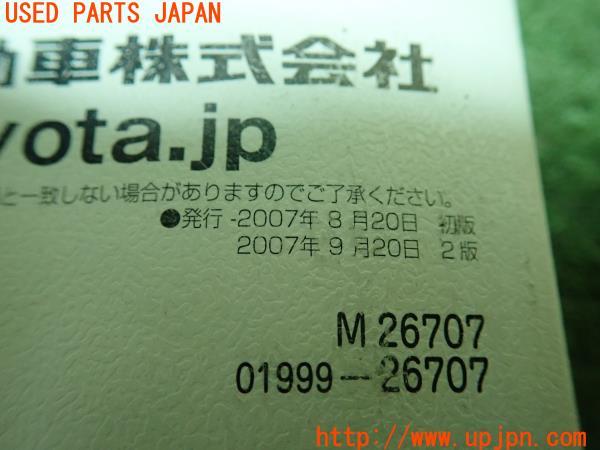 USED PARTS JAPAN
動車株式会社
yota.jp
と一致しない場合がありますのでご了承ください。
●発行-2007年 8月20日 初版
2007年 9月20日 2版
M 26707
01999-26707
http://www.upjpn.com